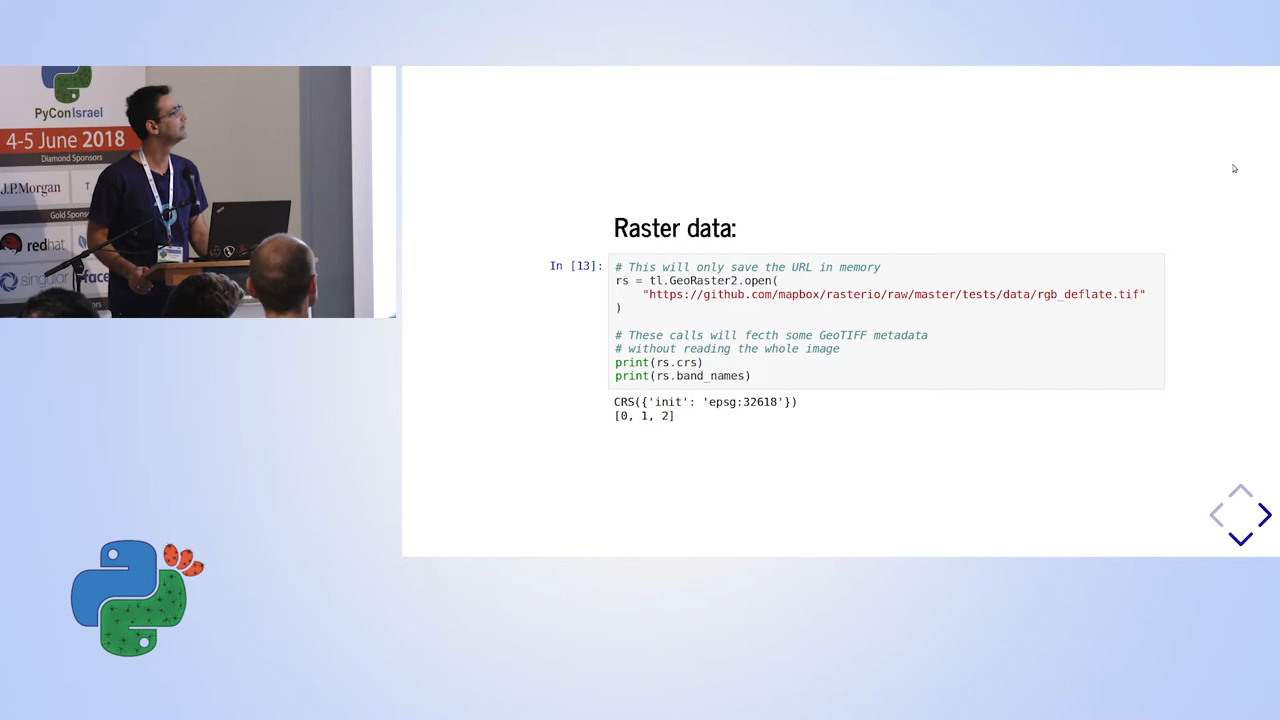 PyConIsrael
4-5 June 2018
Diamond Sponsors
J.P.Morgan
T
Gold Spons
redhat
singular
face
Raster data:
In [13]:
# This will only save the URL in memory
rs = tl.GeoRaster2.open(
"https://github.com/mapbox/rasterio/raw/master/tests/data/rgb_deflate.tif"
)
# These calls will fecth some GeoTIFF metadata
# without reading the whole image
print(rs.crs)
print(rs.band_names)
CRS({'init': 'epsg:32618'})
[0, 1, 2]